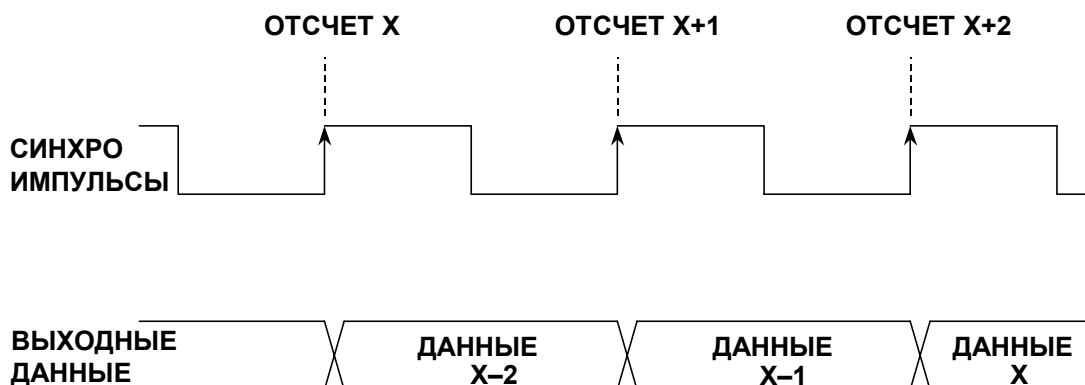 ОТСЧЕТ X ОТСЧЕТ X+1 ОТСЧЕТ X+2
СИНХРО
ИМПУЛЬСЫ
ВЫХОДНЫЕ
ДАННЫЕ
ДАННЫЕ
X–2
ДАННЫЕ
X–1
ДАННЫЕ
X